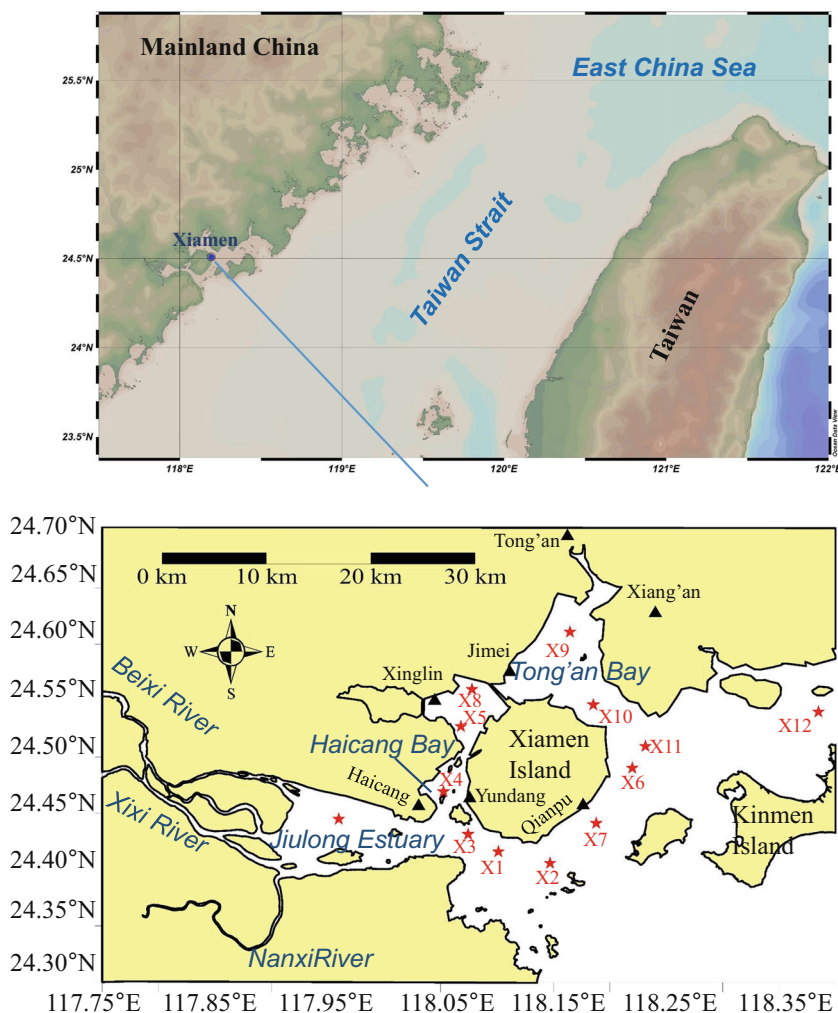 Mainland China
East China Sea
25.5°N
25°N
Xiamen
24.5°N
Taiwan Strait
24°N
Taiwan
23.5°N
Ocean Data View
118°E
119°E
120°E
121°E
122°E
24.70°N
Tong'an
0 km
10 km
20 km
30 km
24.65°N
Xiang'an
N
24.60°N
X9
W
E
Jimei
S
Tong'an Bay
Xinglin
24.55°N
X8
Beixi River
X5
X10
X12
24.50°N
Haicang Bay
Xiamen
Island
X11
X4
X6
Haicang
Yundang
24.45°N
Qianpu
Xixi River
Kinmen
Island
Jiulong Estuary
X3
X7
24.40°N
X1
X2
24.35°N
NanxiRiver
24.30°N
117.75°E
117.85°E
117.95°E
118.05°E
118.15°E
118.25°E
118.35°E